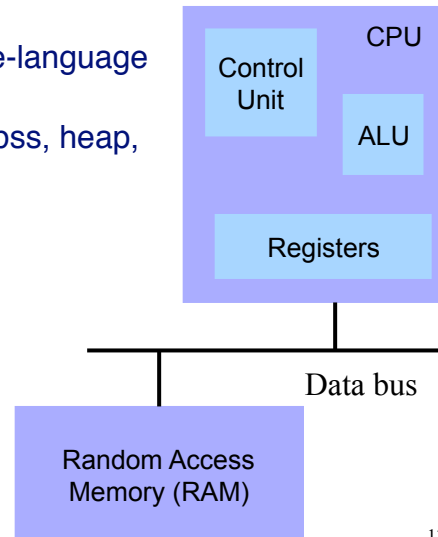 e-language
oss, heap,
CPU
Control
Unit
ALU
Registers
Data bus
Random Access
Memory (RAM)